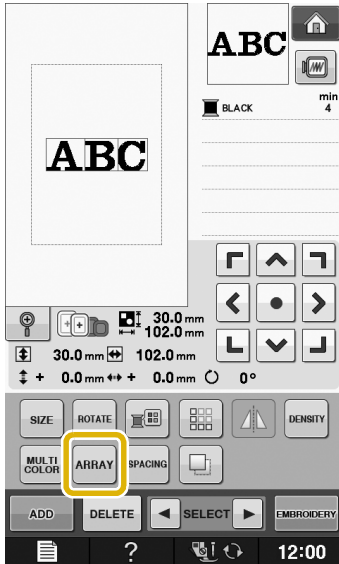 ABC
BLACK
min
4
ABC
30.0 mm
102.0 mm
30.0 mm 102.0 mm
+ 0.0 mm + 0.0 mm 0°
SIZE ROTATE DENSITY
MULTI
COLOR
ARRAY SPACING
ADD DELETE SELECT EMBROIDERY
? 12:00